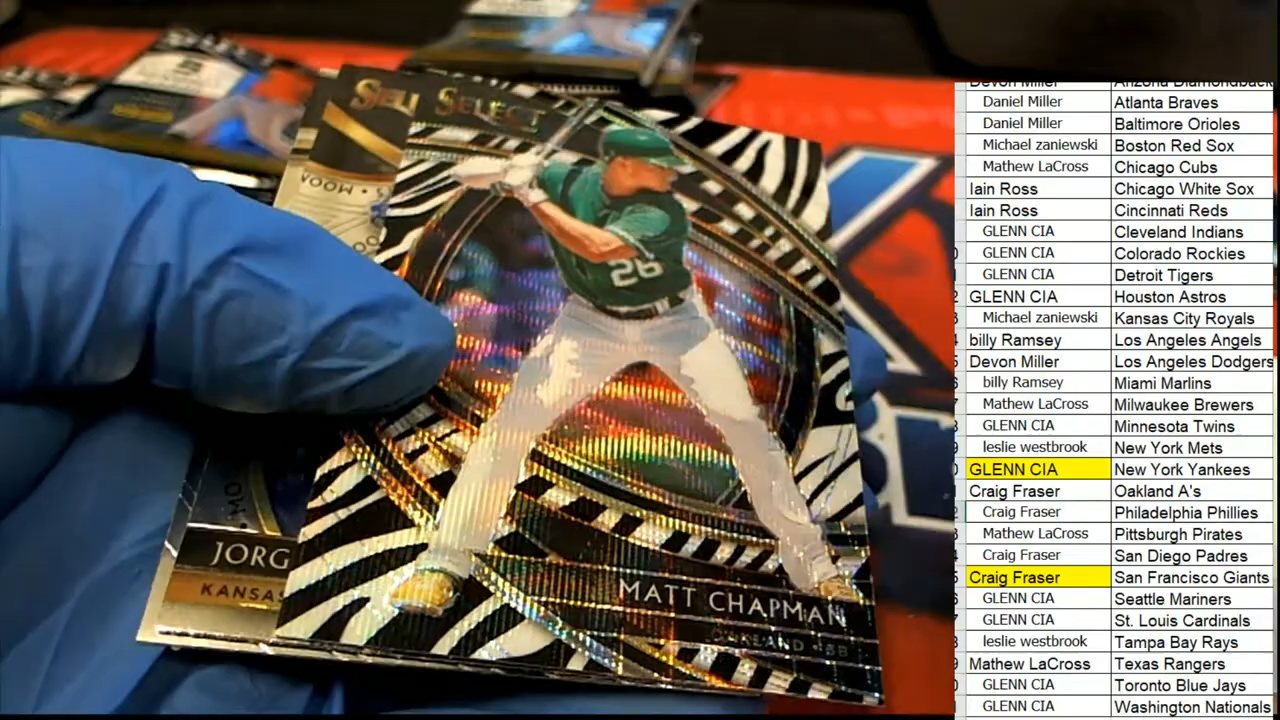 SELECT
26
MATT CHAPMAN
OAKLAND • 3B
JORG
KANSAS
Devon Miller Arizona Diamondback
Daniel Miller Atlanta Braves
Daniel Miller Baltimore Orioles
Michael zaniewski Boston Red Sox
Mathew LaCross Chicago Cubs
Iain Ross Chicago White Sox
Iain Ross Cincinnati Reds
GLENN CIA Cleveland Indians
GLENN CIA Colorado Rockies
GLENN CIA Detroit Tigers
GLENN CIA Houston Astros
Michael zaniewski Kansas City Royals
billy Ramsey Los Angeles Angels
Devon Miller Los Angeles Dodgers
billy Ramsey Miami Marlins
Mathew LaCross Milwaukee Brewers
GLENN CIA Minnesota Twins
leslie westbrook New York Mets
GLENN CIA New York Yankees
Craig Fraser Oakland A's
Craig Fraser Philadelphia Phillies
Mathew LaCross Pittsburgh Pirates
Craig Fraser San Diego Padres
Craig Fraser San Francisco Giants
GLENN CIA Seattle Mariners
GLENN CIA St. Louis Cardinals
leslie westbrook Tampa Bay Rays
Mathew LaCross Texas Rangers
GLENN CIA Toronto Blue Jays
GLENN CIA Washington Nationals